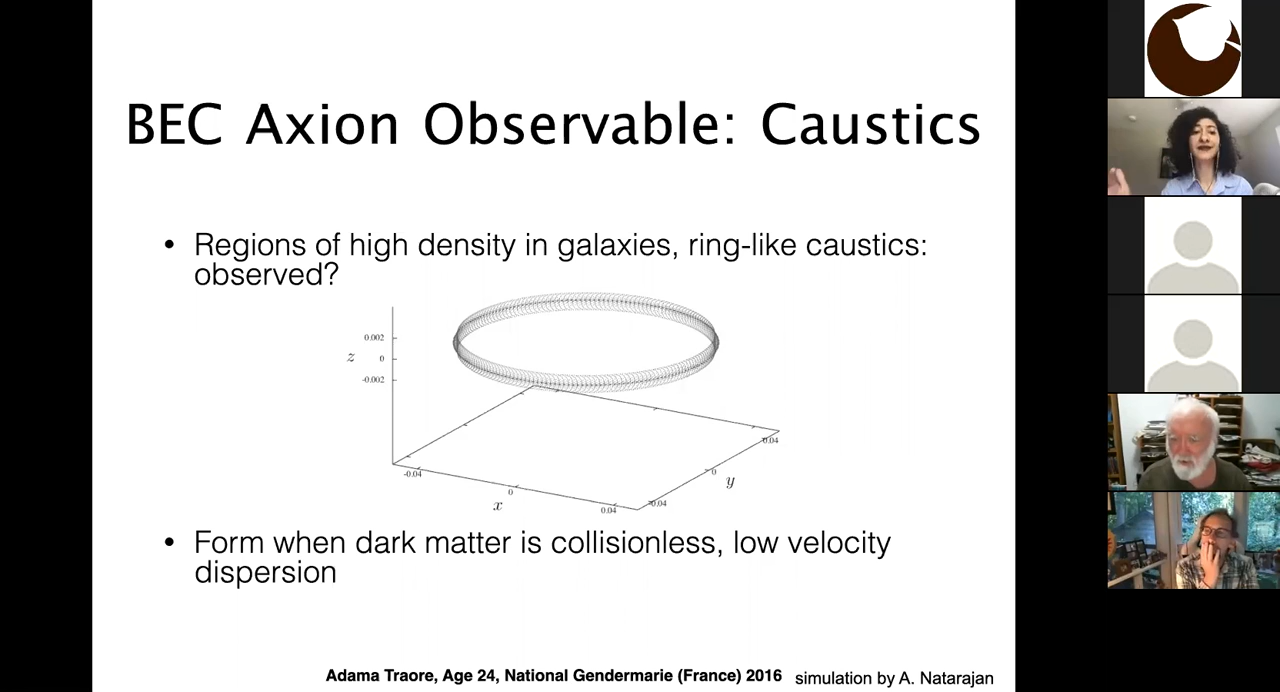 BEC Axion Observable: Caustics
• Regions of high density in galaxies, ring-like caustics:
observed?
0.002
z 0
-0.002
0.04
-0.04
0
y
0
x
0.04
-0.04
• Form when dark matter is collisionless, low velocity
dispersion
Adama Traore, Age 24, National Gendermarie (France) 2016 simulation by A. Natarajan